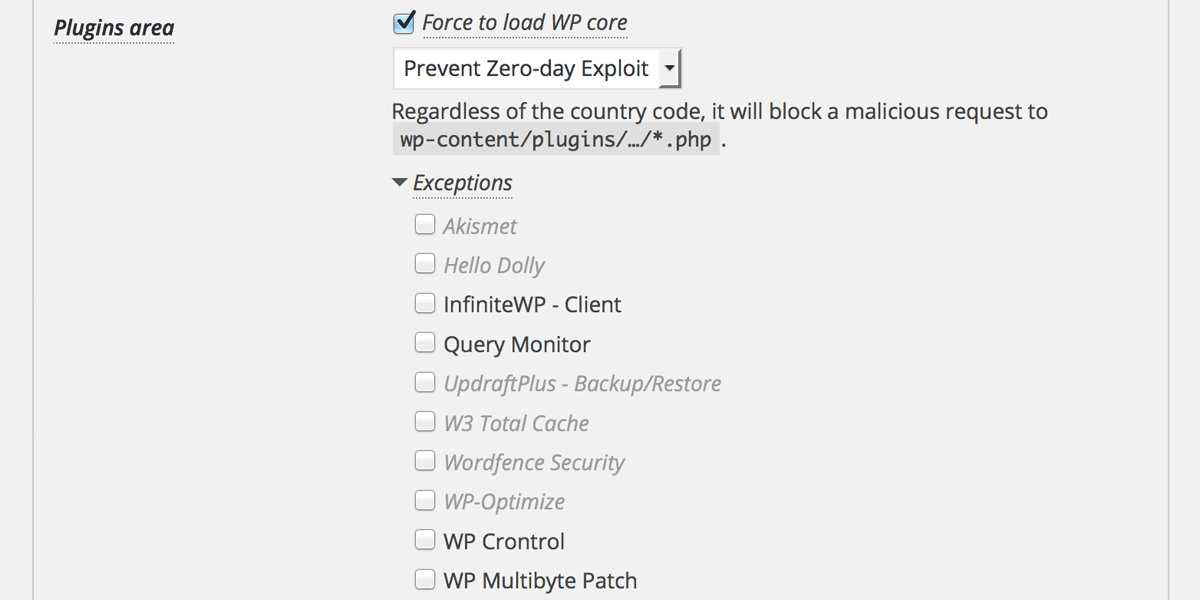 Plugins area
Force to load WP core
Prevent Zero-day Exploit
Regardless of the country code, it will block a malicious request to
wp-content/plugins/…/*.php .
Exceptions
Akismet
Hello Dolly
InfiniteWP - Client
Query Monitor
UpdraftPlus - Backup/Restore
W3 Total Cache
Wordfence Security
WP-Optimize
WP Crontrol
WP Multibyte Patch